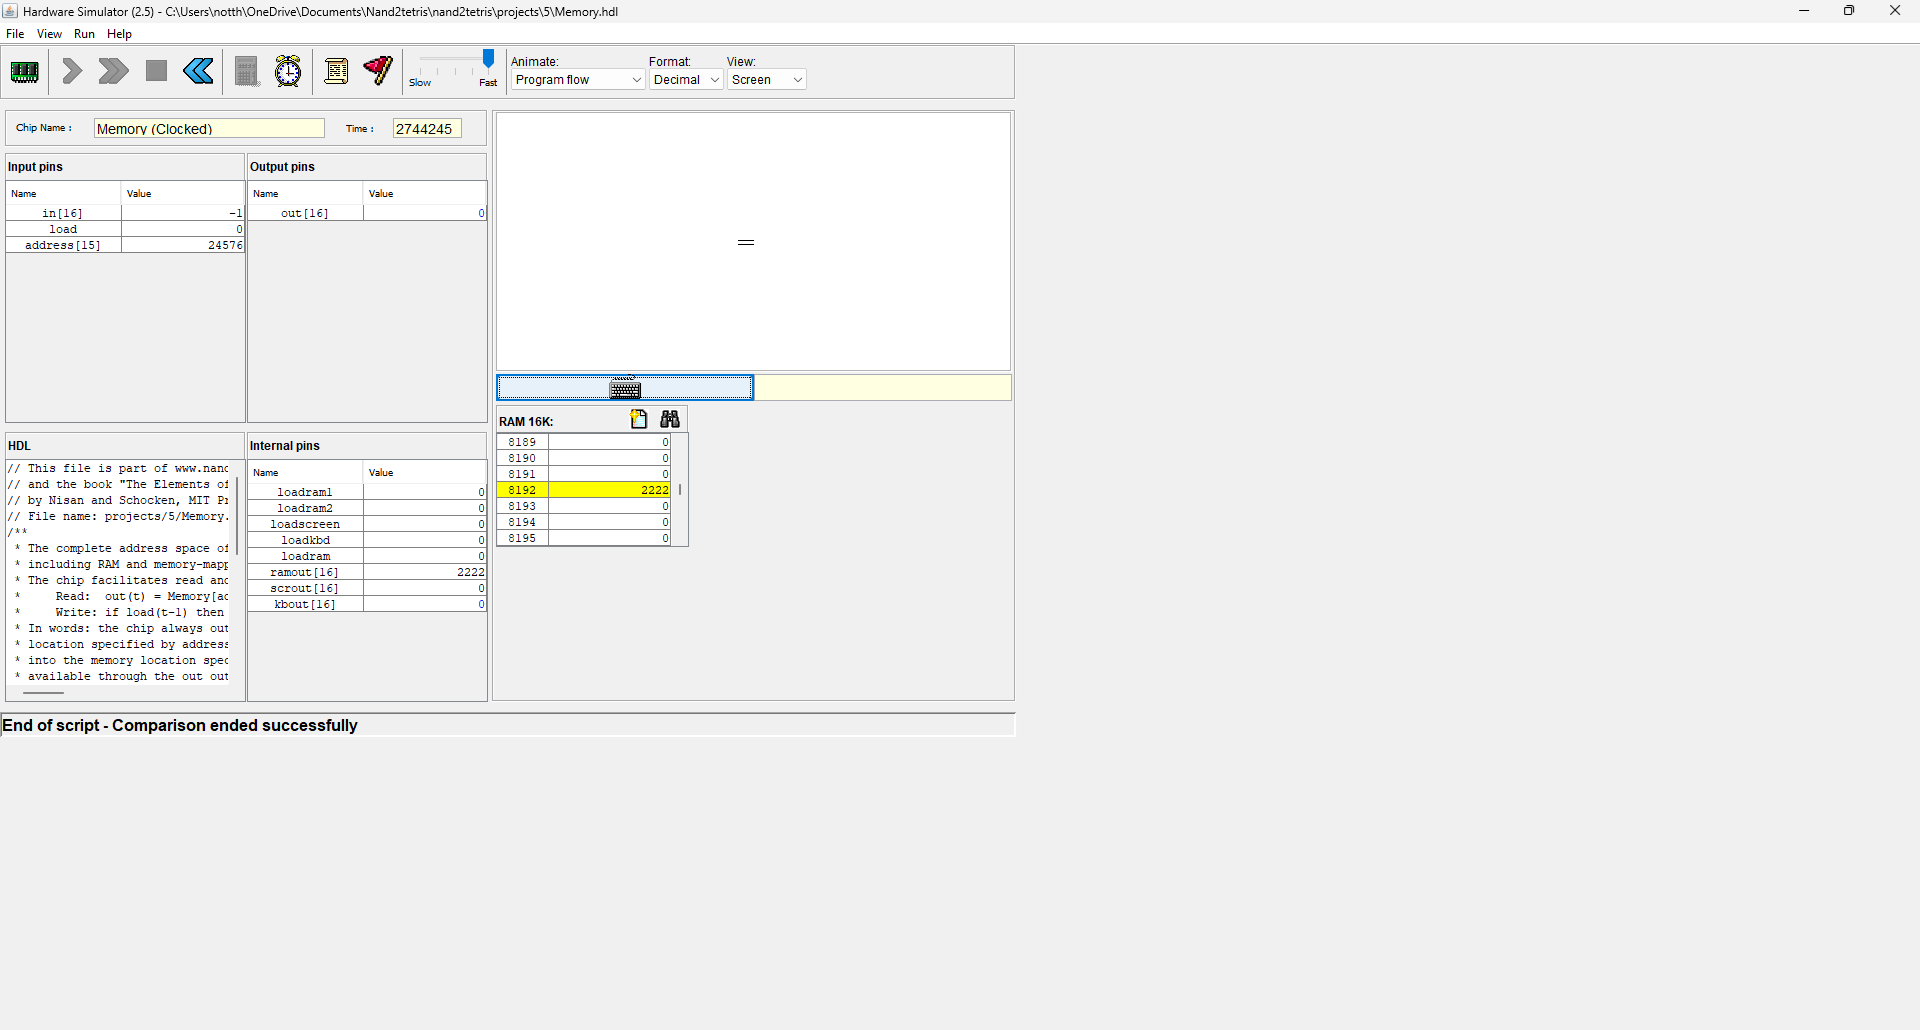 Hardware Simulator (2.5) - C:\Users\notth\OneDrive\Documents\Nand2tetris\nand2tetris\projects\5\Memory.hdl
File View Run Help
Slow Fast
Animate: Format: View:
Program flow Decimal Screen
Chip Name : Memory (Clocked) Time : 2744245
Input pins
Name Value
in[16] -1
load 0
address[15] 24576
Output pins
Name Value
out[16] 0
RAM 16K:
8189 0
8190 0
8191 0
8192 2222
8193 0
8194 0
8195 0
HDL
// This file is part of www.nand
// and the book "The Elements of
// by Nisan and Schocken, MIT Pr
// File name: projects/5/Memory.
/**
* The complete address space of
* including RAM and memory-mapp
* The chip facilitates read and
* Read: out(t) = Memory[ad
* Write: if load(t-1) then
* In words: the chip always out
* location specified by address
* into the memory location spec
* available through the out out
Internal pins
Name Value
loadram1 0
loadram2 0
loadscreen 0
loadkbd 0
loadram 0
ramout[16] 2222
scrout[16] 0
kbout[16] 0
End of script - Comparison ended successfully